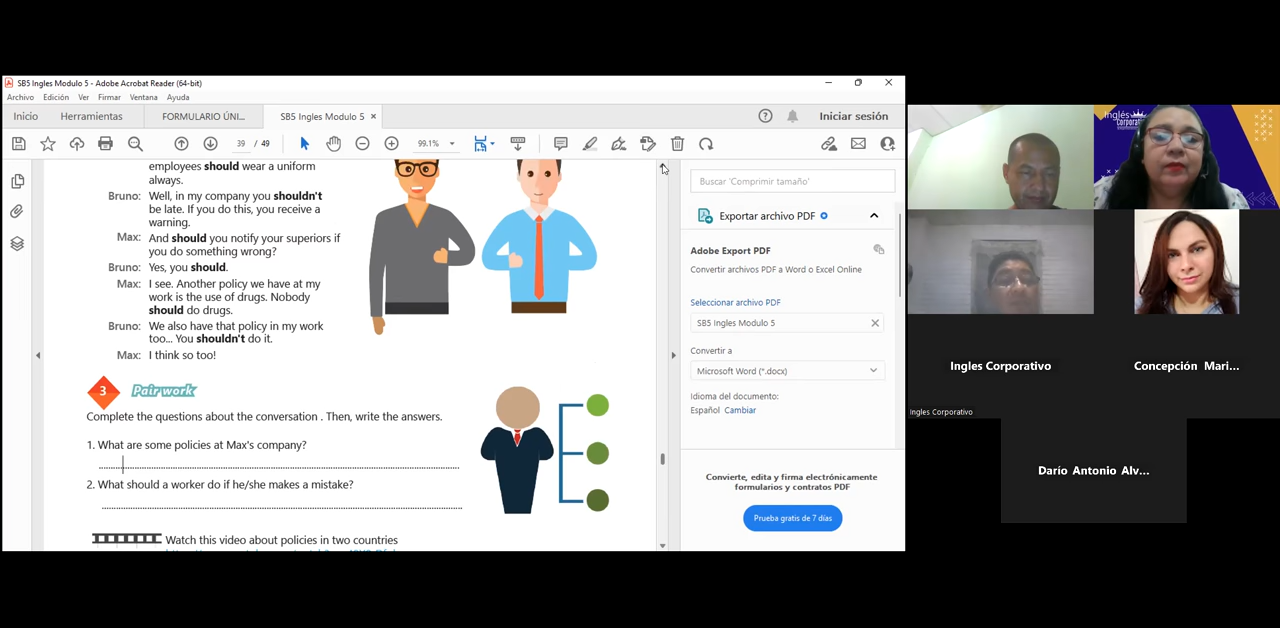 SB5 Ingles Modulo 5 - Adobe Acrobat Reader (64-bit)
Archivo Edición Ver Firmar Ventana Ayuda
Inicio Herramientas FORMULARIO ÚNI... SB5 Ingles Modulo 5 × Iniciar sesión
39 / 49 99.1%
employees should wear a uniform
always.
Bruno: Well, in my company you shouldn't
be late. If you do this, you receive a
warning.
Max: And should you notify your superiors if
you do something wrong?
Bruno: Yes, you should.
Max: I see. Another policy we have at my
work is the use of drugs. Nobody
should do drugs.
Bruno: We also have that policy in my work
too... You shouldn't do it.
Max: I think so too!
3 Pair work
Complete the questions about the conversation . Then, write the answers.
1. What are some policies at Max's company?
2. What should a worker do if he/she makes a mistake?
Watch this video about policies in two countries
Buscar 'Comprimir tamaño'
Exportar archivo PDF
Adobe Export PDF
Convertir archivos PDF a Word o Excel Online
Seleccionar archivo PDF
SB5 Ingles Modulo 5
Convertir a
Microsoft Word (*.docx)
Idioma del documento:
Español Cambiar
Convierte, edita y firma electrónicamente
formularios y contratos PDF
Prueba gratis de 7 días
Inglés
Corporativo
Ingles Corporativo
Concepción Mari...
Ingles Corporativo
Darío Antonio Alv...